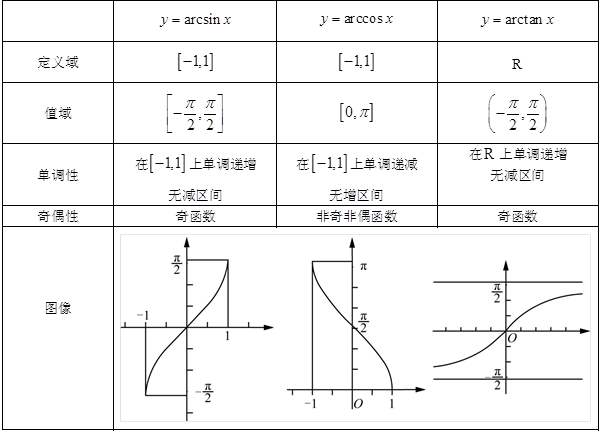 y = arcsin x y = arccos x y = arctan x
定义域 [−1,1] [−1,1] R
值域 [−π/2, π/2] [0,π] (−π/2, π/2)
单调性 在[−1,1]上单调递增 在[−1,1]上单调递减 在R上单调递增
无减区间 无增区间 无减区间
奇偶性 奇函数 非奇非偶函数 奇函数
图像
π/2 −1 1 −π/2
π π/2 −1 O 1
π/2 O −π/2